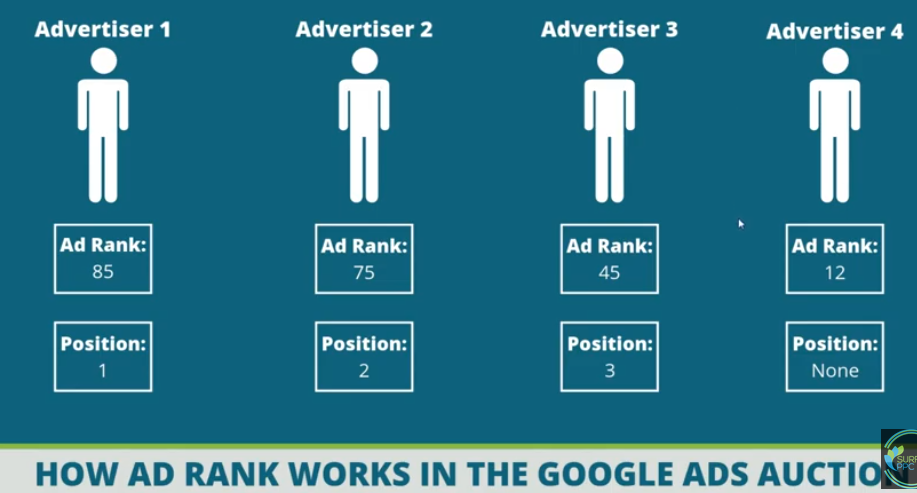 Advertiser 1
Advertiser 2
Advertiser 3
Advertiser 4
Ad Rank:
85
Ad Rank:
75
Ad Rank:
45
Ad Rank:
12
Position:
1
Position:
2
Position:
3
Position:
None
HOW AD RANK WORKS IN THE GOOGLE ADS AUCTIO
SURF
PPC